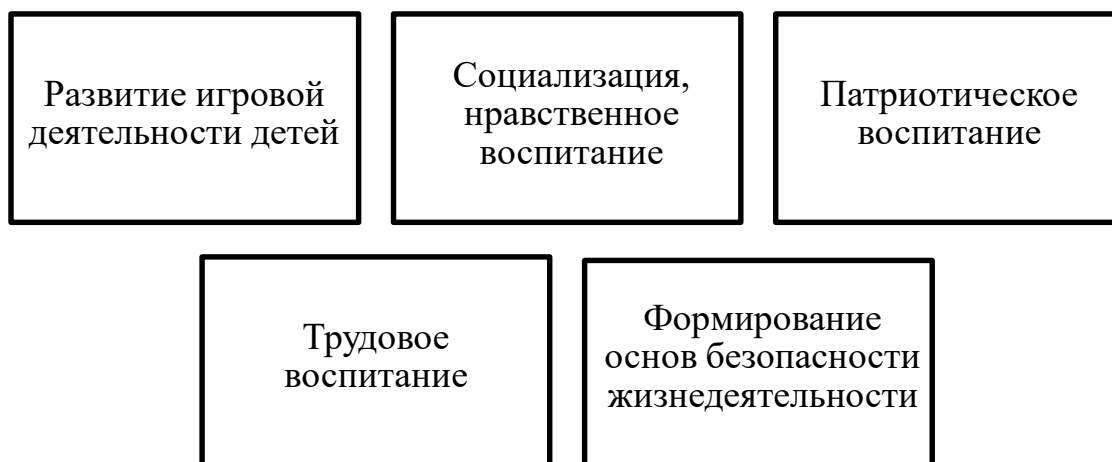 Развитие игровой
деятельности детей
Социализация,
нравственное
воспитание
Патриотическое
воспитание
Трудовое
воспитание
Формирование
основ безопасности
жизнедеятельности